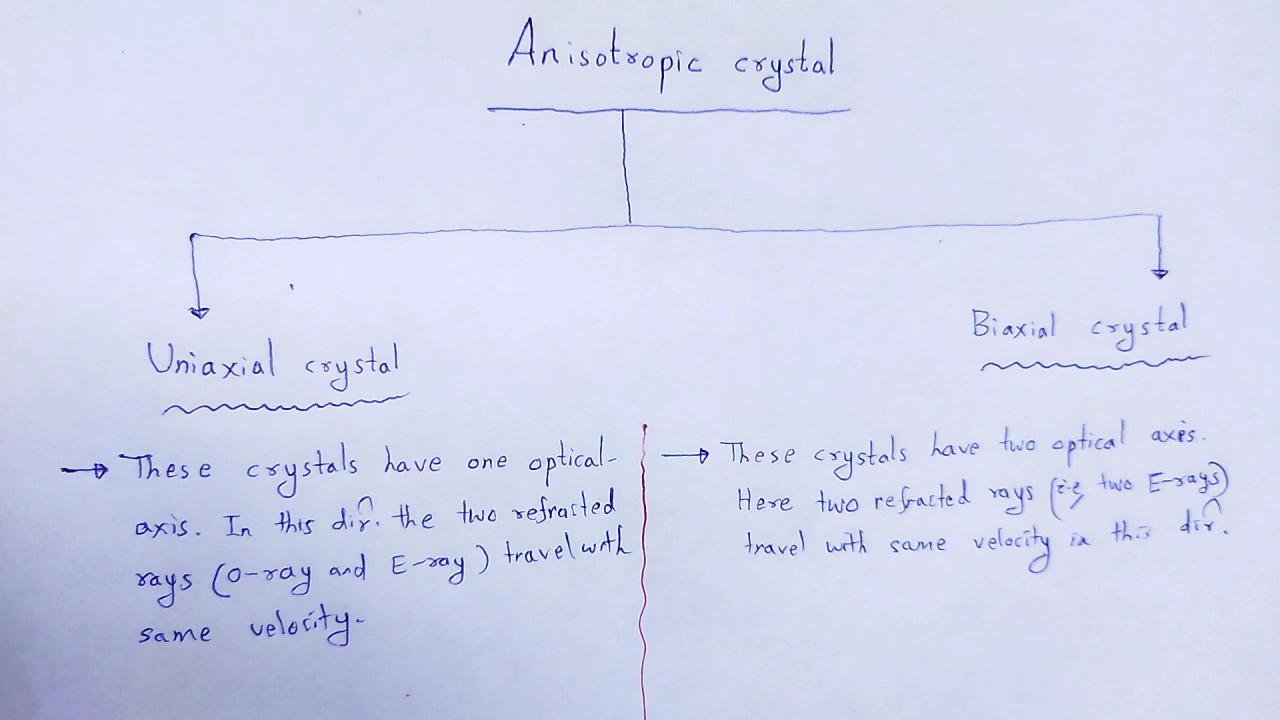 Anisotropic crystal
Uniaxial crystal
→ These crystals have one optical-
axis. In this dirn. the two refracted
rays (O-ray and E-ray) travel with
same velocity.
Biaxial crystal
→ These crystals have two optical axes.
Here two refracted rays (i.e, two E-rays)
travel with same velocity in this dirn.